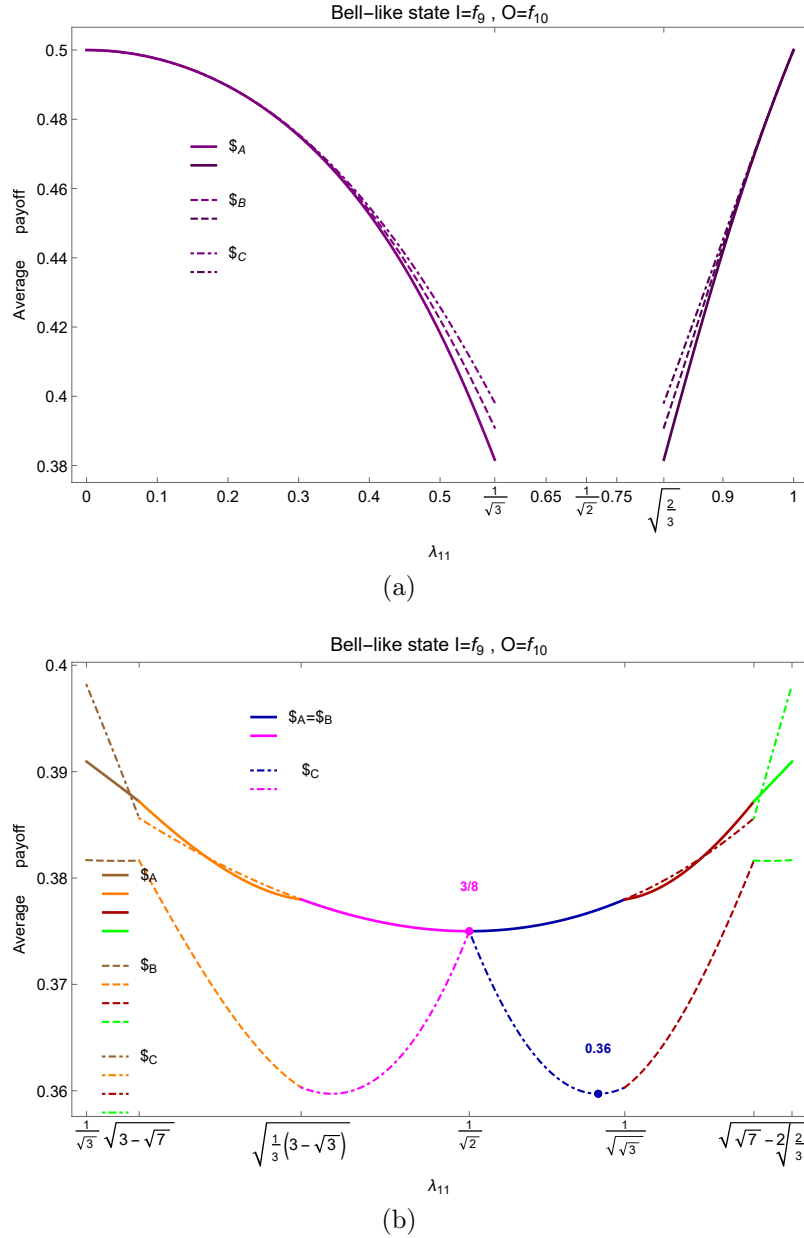 Bell−like state I=f₉ , O=f₁₀
Average payoff
0.5
0.48
0.46
0.44
0.42
0.4
0.38
$A
$B
$C
0 0.1 0.2 0.3 0.4 0.5 1/√3 0.65 1/√2 0.75 √(2/3) 0.9 1
λ₁₁
(a)
Bell−like state I=f₉ , O=f₁₀
Average payoff
0.4
0.39
0.38
0.37
0.36
$A=$B
$C
3/8
0.36
$A
$B
$C
1/√3 √(3−√7) √(1/3(3−√3)) 1/√2 1/√√3 √(√7−2) √(2/3)
λ₁₁
(b)